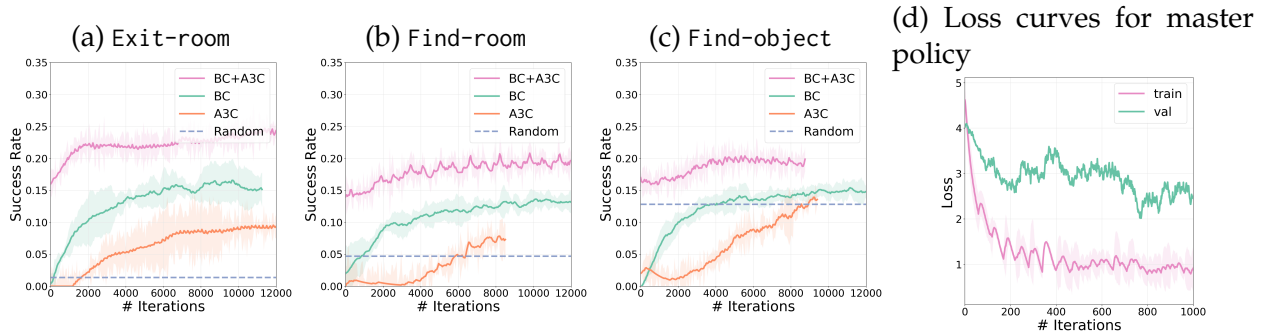 (a) Exit-room
0.35
0.30
0.25
0.20
0.15
0.10
0.05
0.00
Success Rate
BC+A3C
BC
A3C
Random
0 2000 4000 6000 8000 10000 12000
# Iterations
(b) Find-room
0.35
0.30
0.25
0.20
0.15
0.10
0.05
0.00
Success Rate
BC+A3C
BC
A3C
Random
0 2000 4000 6000 8000 10000 12000
# Iterations
(c) Find-object
0.35
0.30
0.25
0.20
0.15
0.10
0.05
0.00
Success Rate
BC+A3C
BC
A3C
Random
0 2000 4000 6000 8000 10000 12000
# Iterations
(d) Loss curves for master
policy
5
4
3
2
1
Loss
train
val
0 200 400 600 800 1000
# Iterations